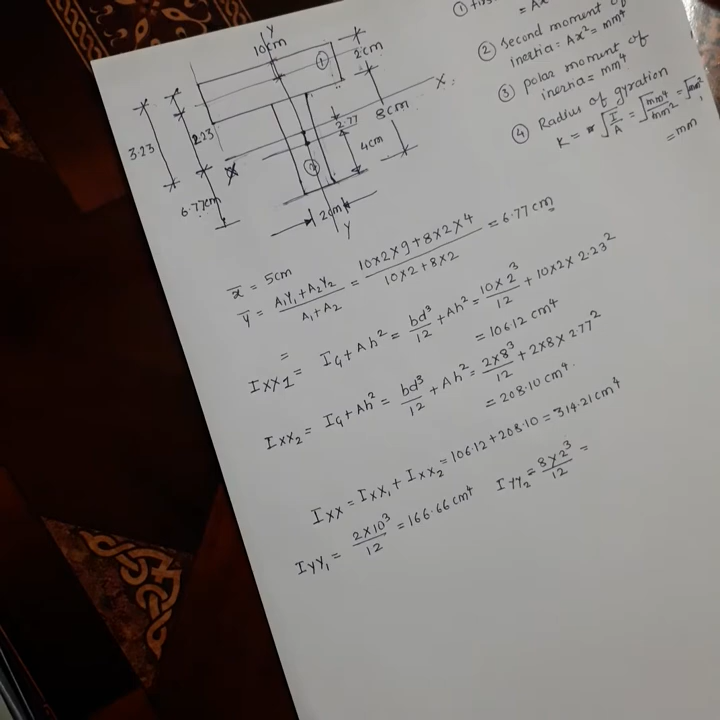 ① firs
= Ax
② second moment of
inertia = Ax² = mm⁴
③ polar moment of
inertia = mm⁴
④ Radius of gyration
K = √I/A = √mm⁴/mm² = √mm²
= mm
Y
10cm
①
2cm
X
8cm
2.77
4cm
②
3.23
2.23
X
6.77cm
2cm
Y
x̅ = 5cm
y̅ = A₁Y₁+A₂Y₂/A₁+A₂ = 10×2×9+8×2×4/10×2+8×2 = 6.77 cm
=
IXX1 = IG+Ah² = bd³/12 + Ah² = 10×2³/12 + 10×2×2.23²
= 106.12 cm⁴
IXX₂ = IG+Ah² = bd³/12 + Ah² = 2×8³/12 + 2×8×2.77²
= 208.10 cm⁴.
IXX = IXX₁ + IXX₂ = 106.12+208.10 = 314.21 cm⁴
IYY₁ = 2×10³/12 = 166.66 cm⁴ IYY₂ = 8×2³/12 =